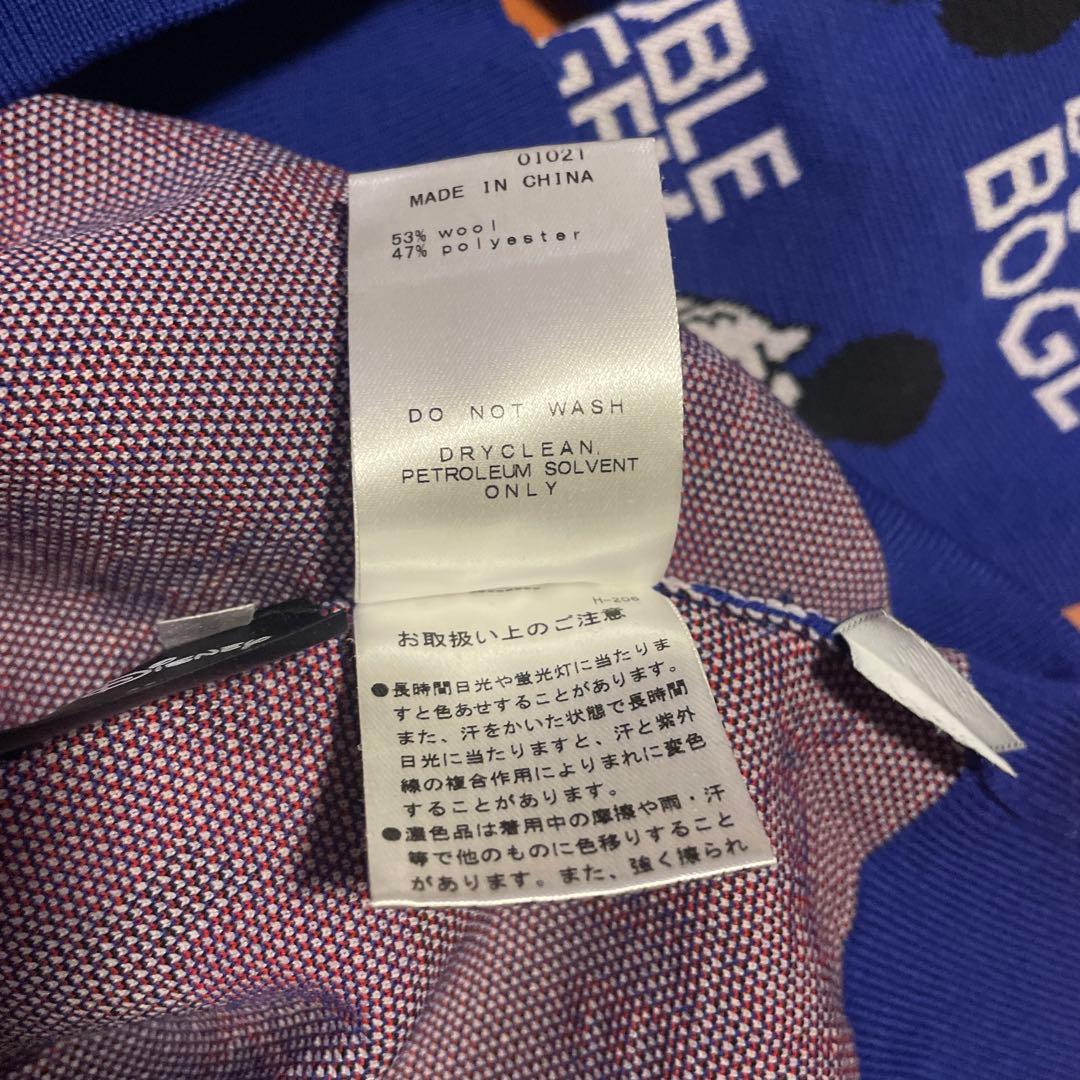 01021
MADE IN CHINA
53% wool
47% polyester
DO NOT WASH
DRYCLEAN,
PETROLEUM SOLVENT
ONLY
H-206
お取扱い上のご注意
●長時間日光や蛍光灯に当たりま
すと色あせすることがあります。
また、汗をかいた状態で長時間
日光に当たりますと、汗と紫外
線の複合作用によりまれに変色
することがあります。
●濃色品は着用中の摩擦や雨・汗
等で他のものに色移りすること
があります。また、強く擦られ
Disney
BLE
BOGL